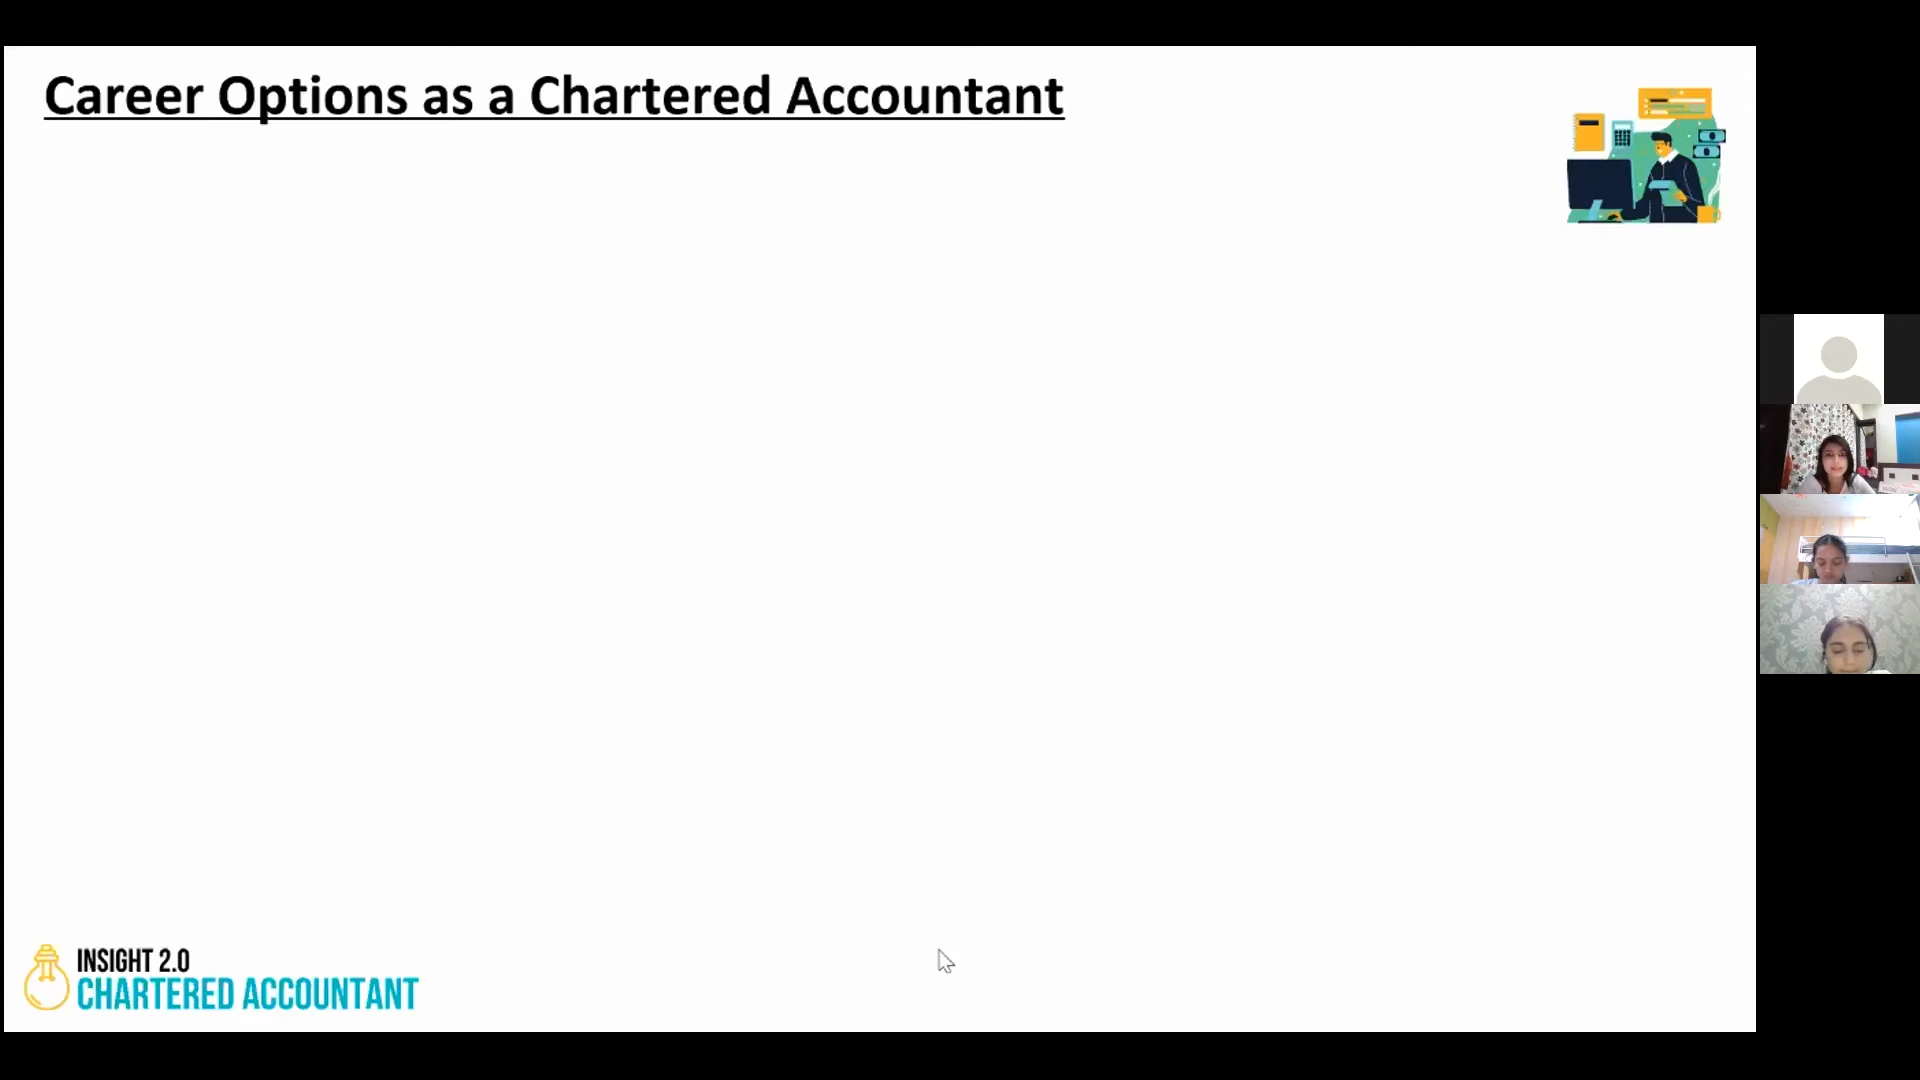 Career Options as a Chartered Accountant
INSIGHT 2.0
CHARTERED ACCOUNTANT